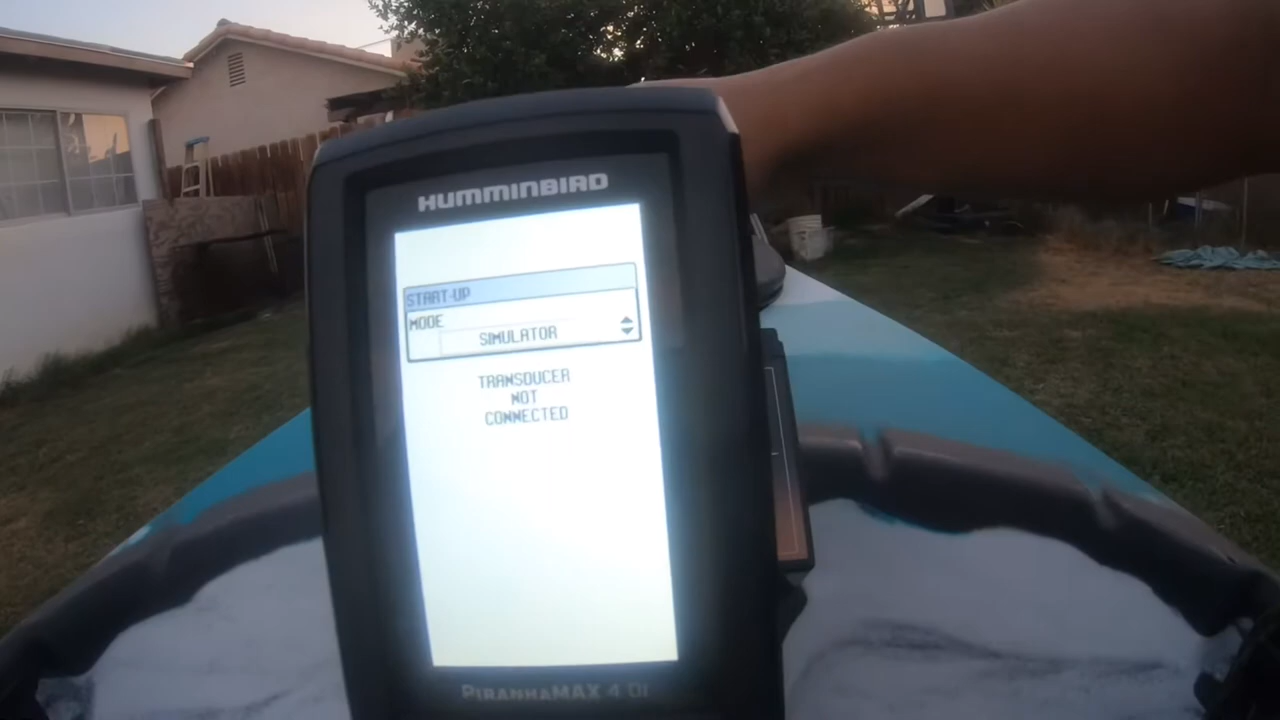 HUMMINBIRD
START-UP
MODE
SIMULATOR
TRANSDUCER
NOT
CONNECTED
PIRANHAMAX 4 DI